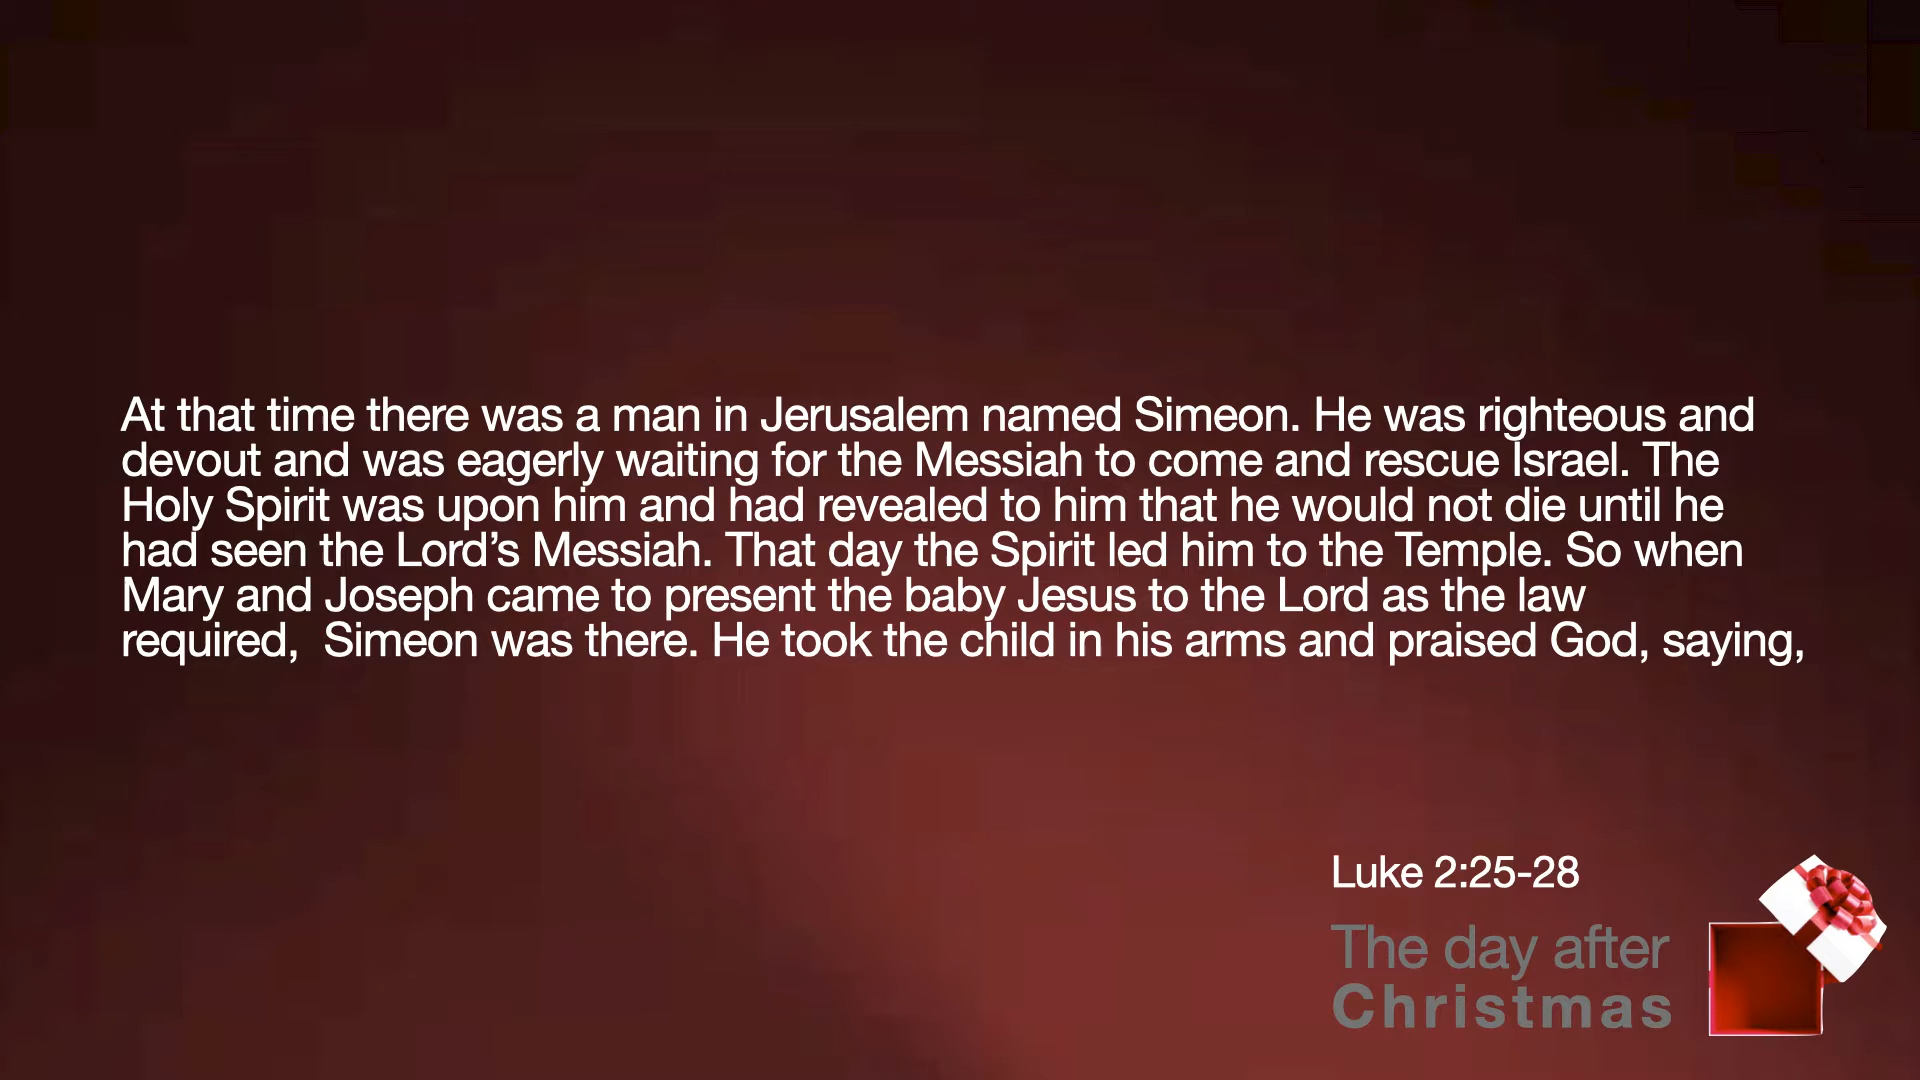 At that time there was a man in Jerusalem named Simeon. He was righteous and
devout and was eagerly waiting for the Messiah to come and rescue Israel. The
Holy Spirit was upon him and had revealed to him that he would not die until he
had seen the Lord’s Messiah. That day the Spirit led him to the Temple. So when
Mary and Joseph came to present the baby Jesus to the Lord as the law
required,  Simeon was there. He took the child in his arms and praised God, saying,
Luke 2:25-28
The day after
Christmas